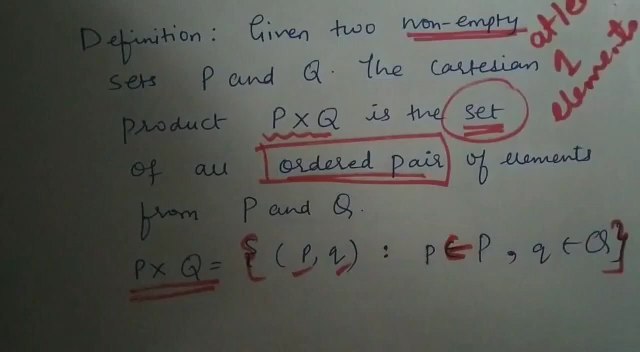 Definition: Given two non-empty
sets P and Q. The Cartesian
product P×Q is the set
of all ordered pair of elements
from P and Q.
P× Q = { (p, q) : p ∈ P, q ∈ Q }
1
elements